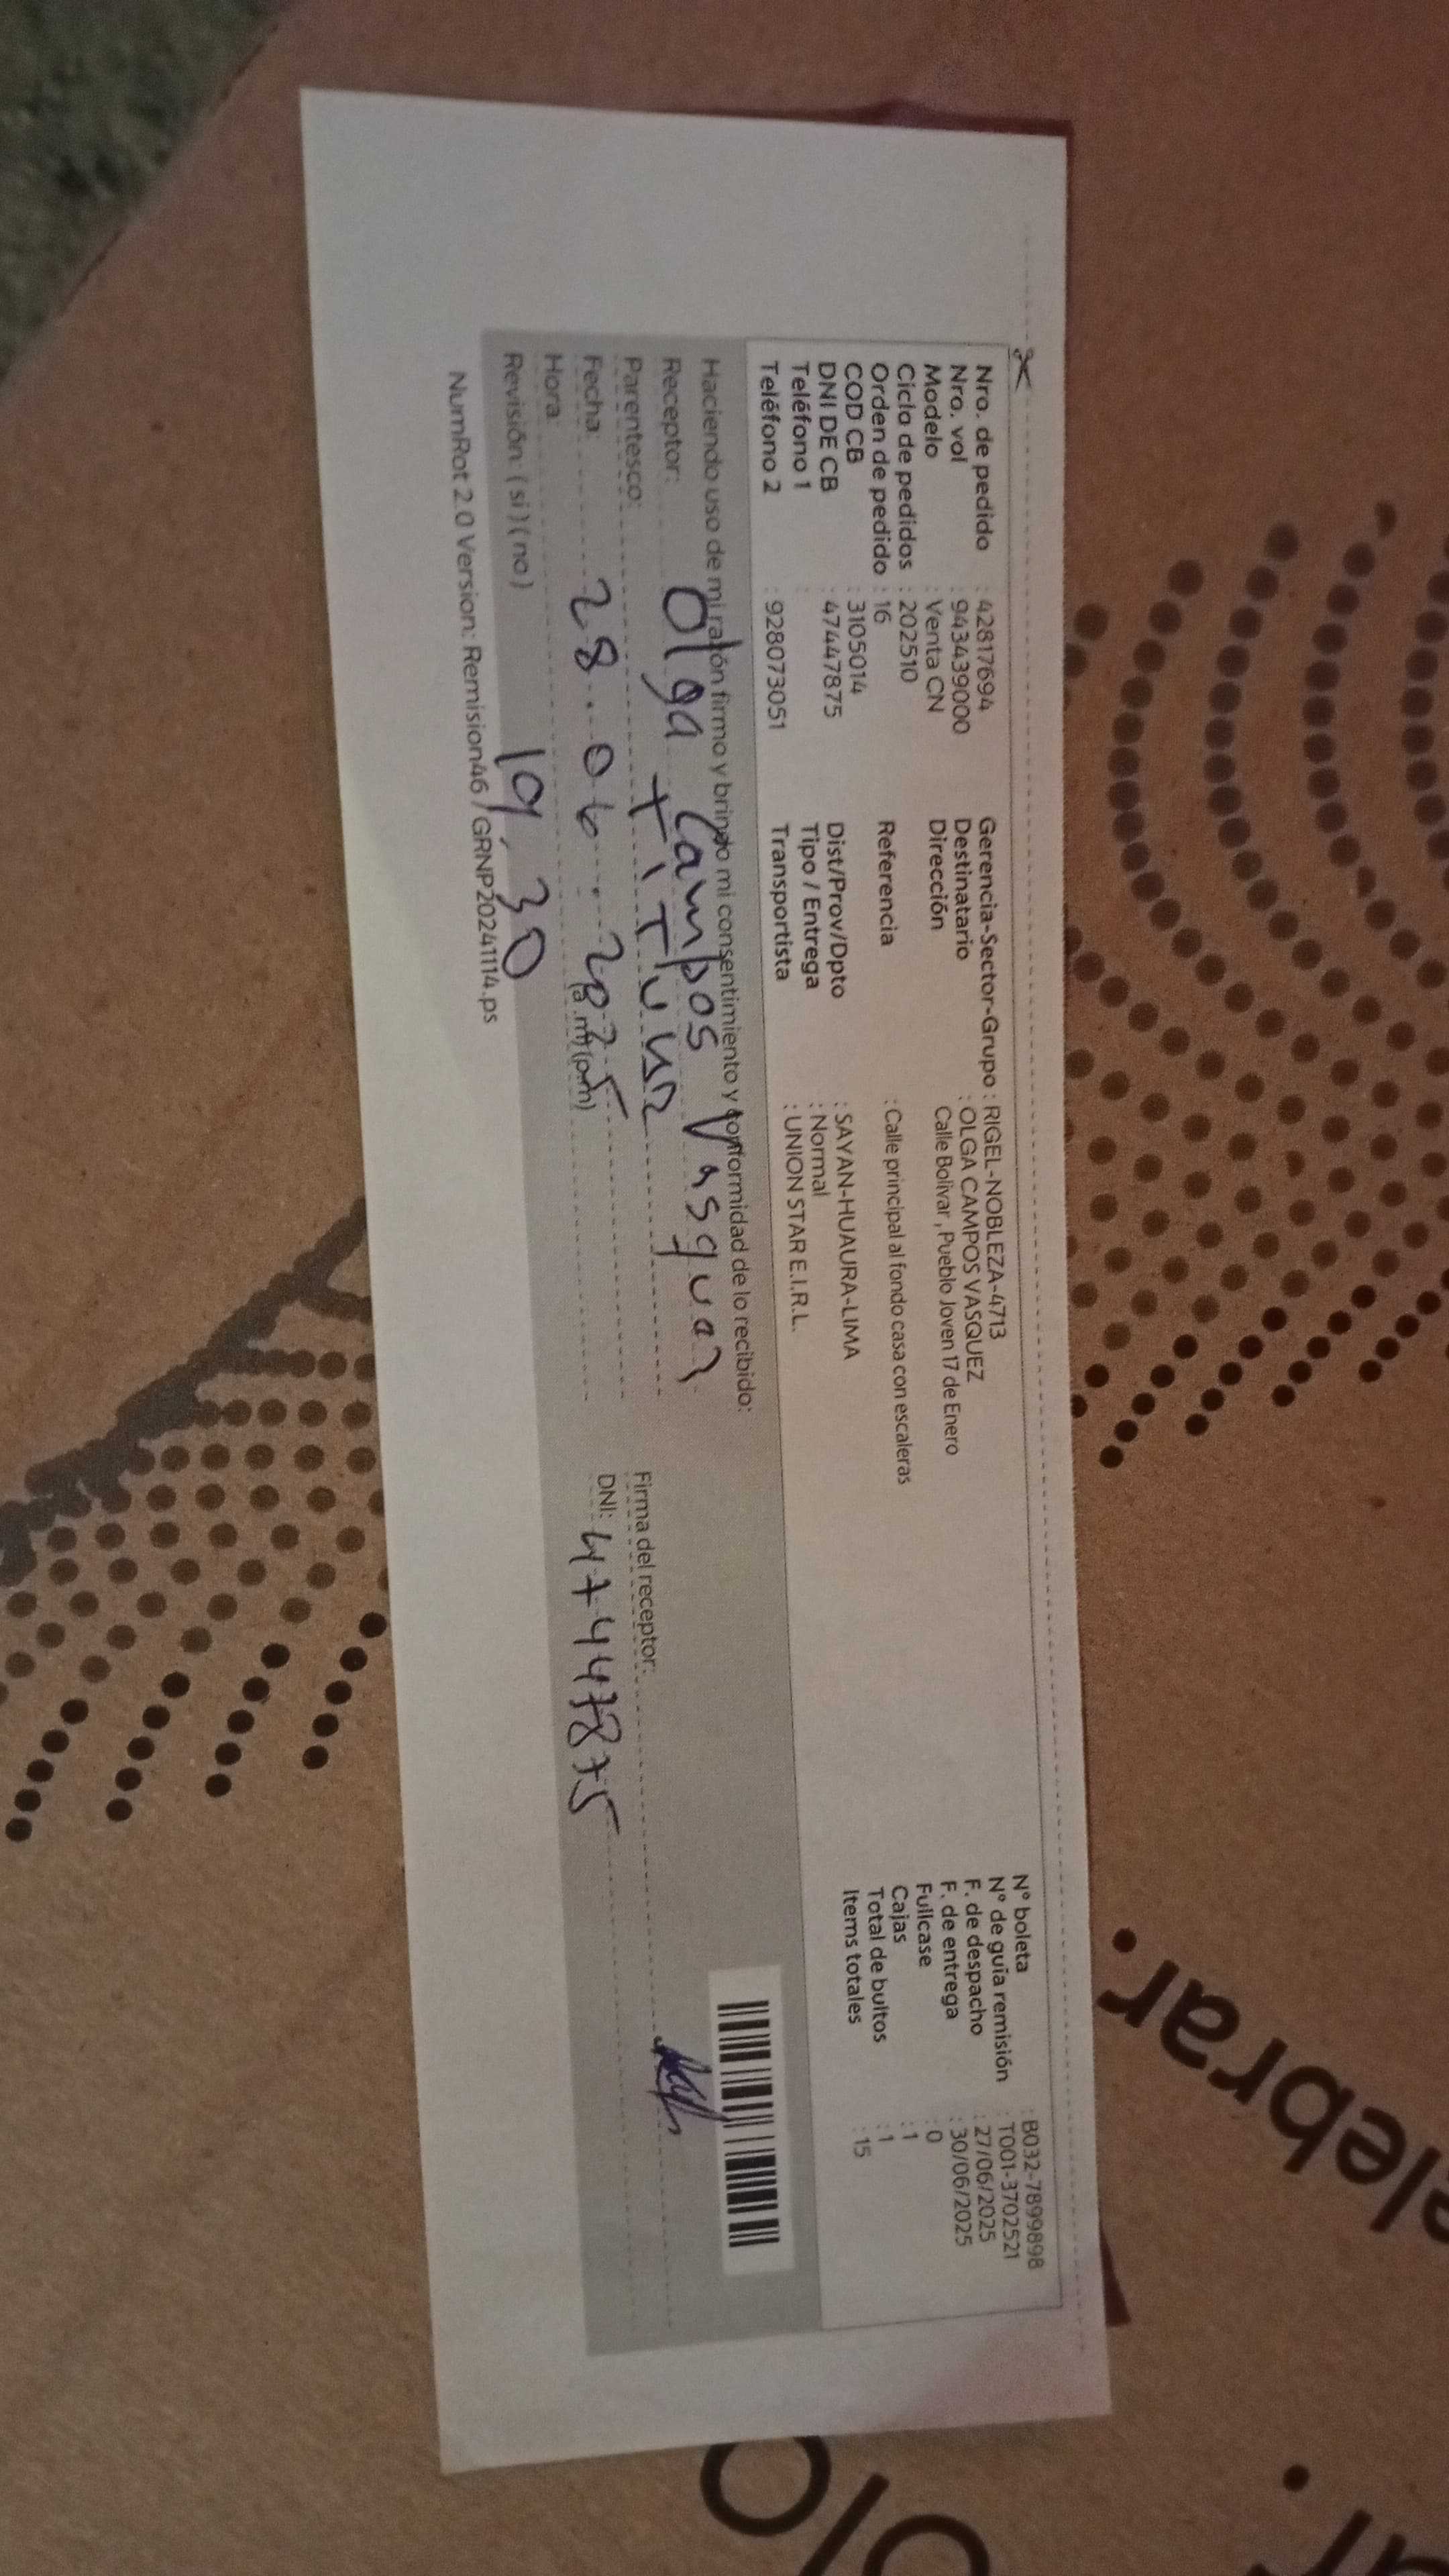 Nro. de pedido : 42817694
Nro. vol : 943439000
Modelo : Venta CN
Ciclo de pedidos : 202510
Orden de pedido : 16
COD CB : 3105014
DNI DE CB : 47447875
Teléfono 1 :
Teléfono 2 : 928073051
Gerencia-Sector-Grupo : RIGEL-NOBLEZA-4713
Destinatario : OLGA CAMPOS VASQUEZ
Dirección Calle Bolivar , Pueblo Joven 17 de Enero
Referencia : Calle principal al fondo casa con escaleras
Dist/Prov/Dpto : SAYAN-HUAURA-LIMA
Tipo / Entrega : Normal
Transportista : UNION STAR E.I.R.L.
N° boleta : B032-7899898
N° de guía remisión : T001-3702521
F. de despacho : 27/06/2025
F. de entrega : 30/06/2025
Fullcase : 0
Cajas : 1
Total de bultos : 1
Items totales : 15
Haciendo uso de mi razón firmo y brindo mi consentimiento y conformidad de lo recibido:
Receptor: Olga Campos Vasquez
Parentesco:
Fecha: 28 . 06 . 2025
Hora: (a.m) (p.m)
Revisión: ( si ) ( no ) 19,30
Firma del receptor:
DNI: 47447875
NumRot 2.0 Version: Remision46 / GRNP20241114.ps
elebrar.
olo